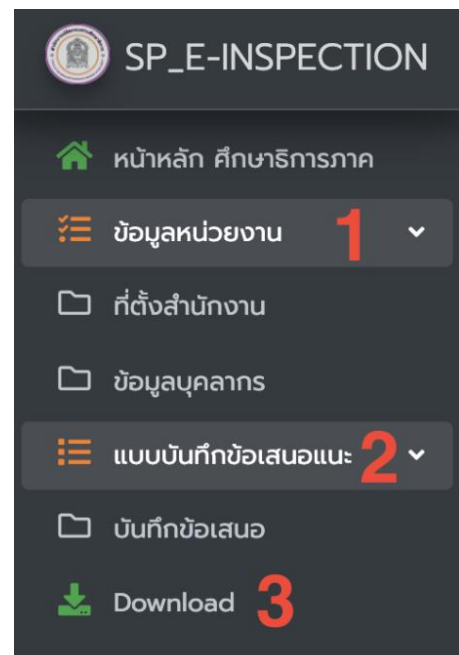 SP_E-INSPECTION
หน้าหลัก ศึกษาธิการภาค
ข้อมูลหน่วยงาน 1
ที่ตั้งสำนักงาน
ข้อมูลบุคลากร
แบบบันทึกข้อเสนอแนะ 2
บันทึกข้อเสนอ
Download 3